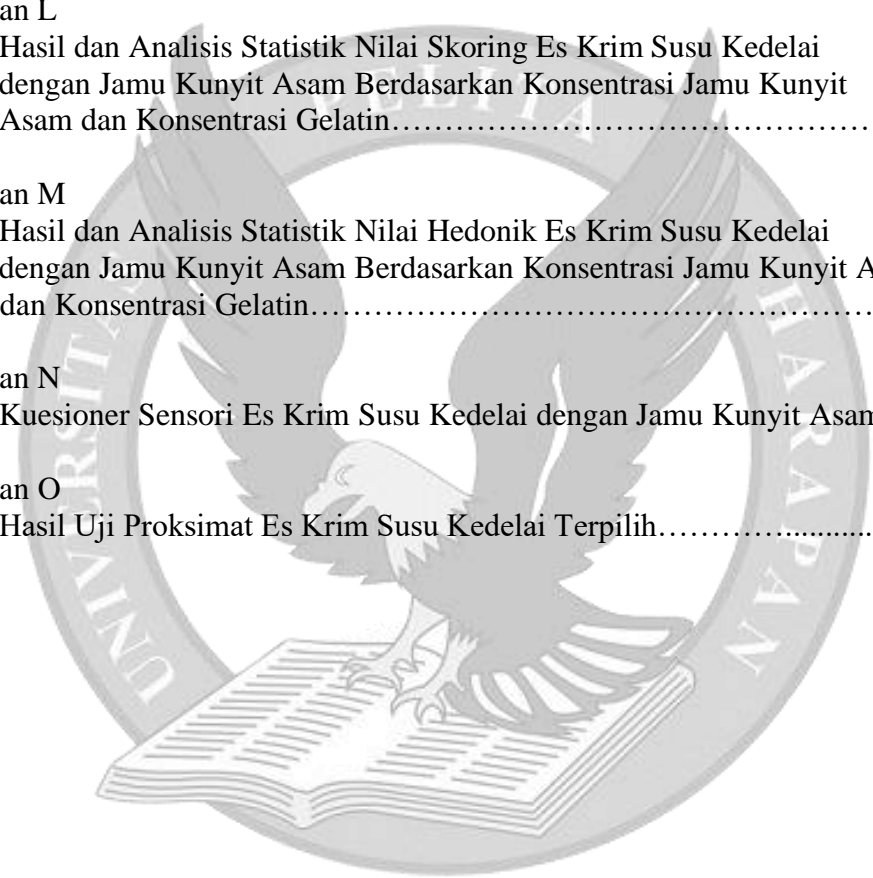 an L
Hasil dan Analisis Statistik Nilai Skoring Es Krim Susu Kedelai
dengan Jamu Kunyit Asam Berdasarkan Konsentrasi Jamu Kunyit
Asam dan Konsentrasi Gelatin…………………………………………
an M
Hasil dan Analisis Statistik Nilai Hedonik Es Krim Susu Kedelai
dengan Jamu Kunyit Asam Berdasarkan Konsentrasi Jamu Kunyit A
dan Konsentrasi Gelatin………………………………………………
an N
Kuesioner Sensori Es Krim Susu Kedelai dengan Jamu Kunyit Asam
an O
Hasil Uji Proksimat Es Krim Susu Kedelai Terpilih…………...........
UNIVERSITAS PELITA HARAPAN